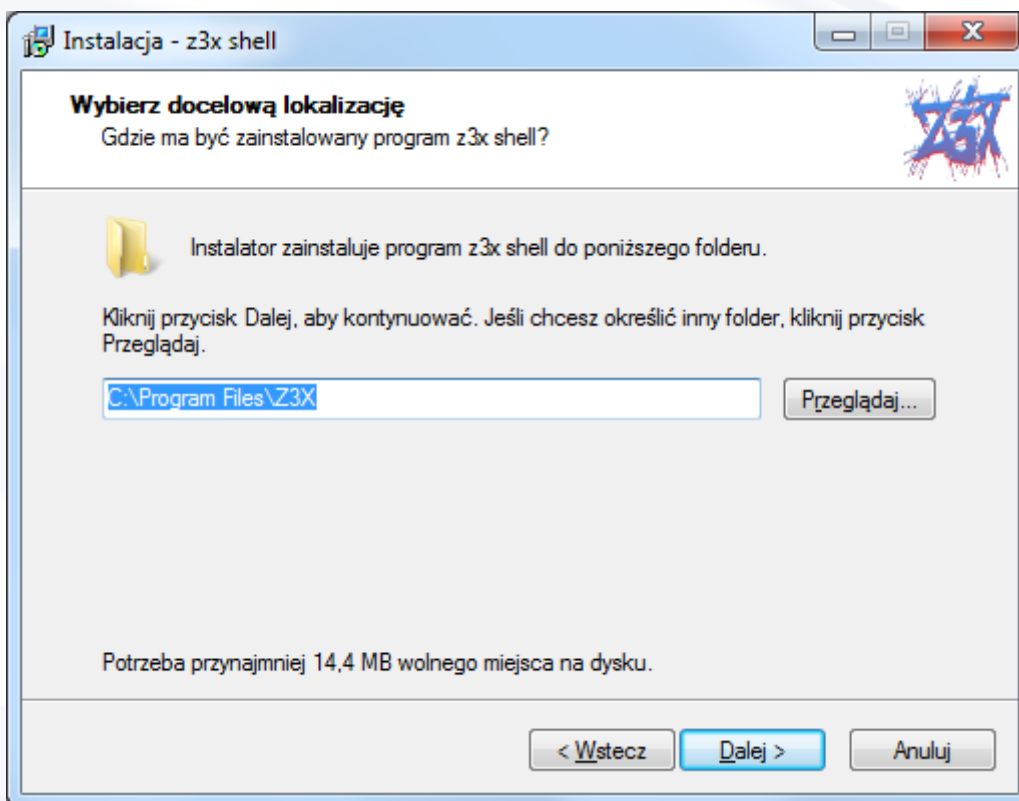 Instalacja - z3x shell
Wybierz docelową lokalizację
Gdzie ma być zainstalowany program z3x shell?
Z3X
Instalator zainstaluje program z3x shell do poniższego folderu.
Kliknij przycisk Dalej, aby kontynuować. Jeśli chcesz określić inny folder, kliknij przycisk
Przeglądaj.
C:\Program Files\Z3X
Przeglądaj...
Potrzeba przynajmniej 14,4 MB wolnego miejsca na dysku.
< Wstecz
Dalej >
Anuluj